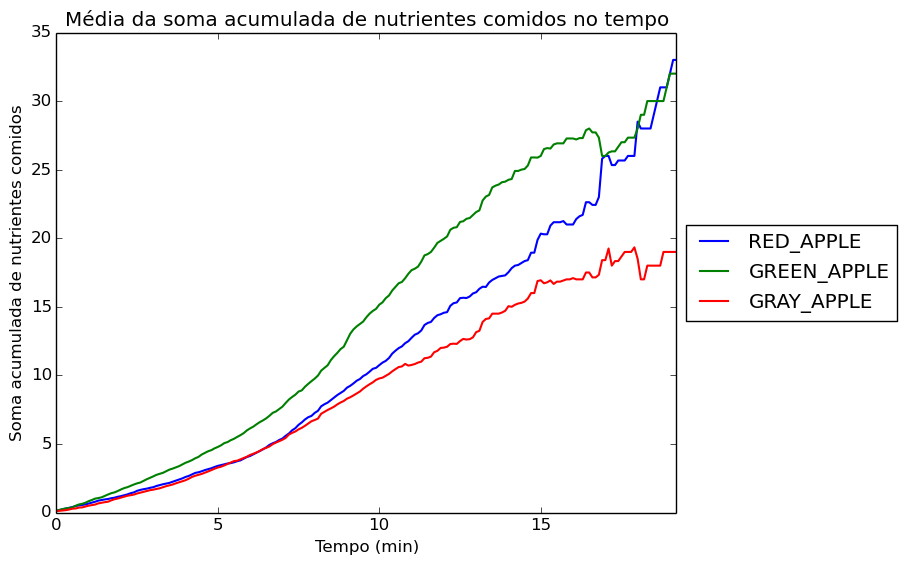 Média da soma acumulada de nutrientes comidos no tempo
35
30
25
20
15
10
5
0
Soma acumulada de nutrientes comidos
0 5 10 15
Tempo (min)
RED_APPLE
GREEN_APPLE
GRAY_APPLE